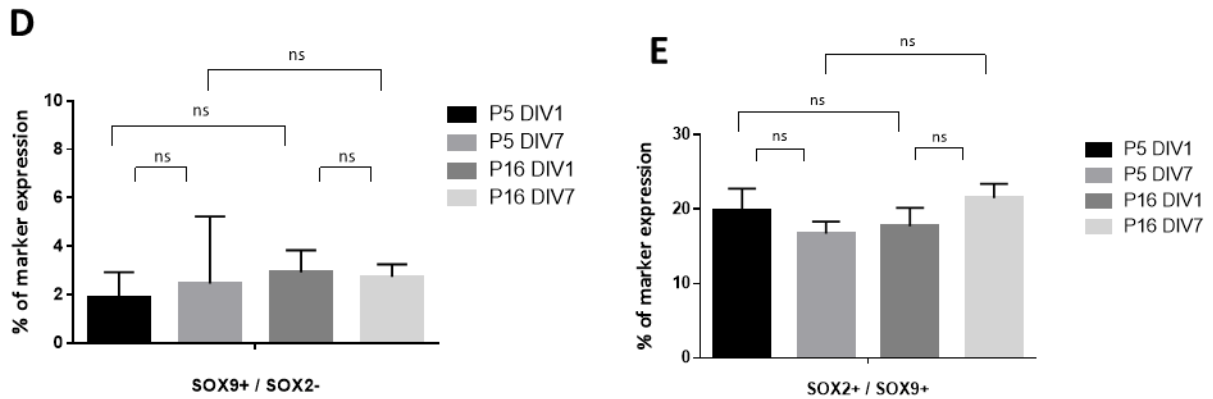 D
ns
ns
ns
ns
10
8
6
4
2
0
% of marker expression
SOX9+ / SOX2-
P5 DIV1
P5 DIV7
P16 DIV1
P16 DIV7
E
ns
ns
ns
ns
30
20
10
0
% of marker expression
SOX2+ / SOX9+
P5 DIV1
P5 DIV7
P16 DIV1
P16 DIV7